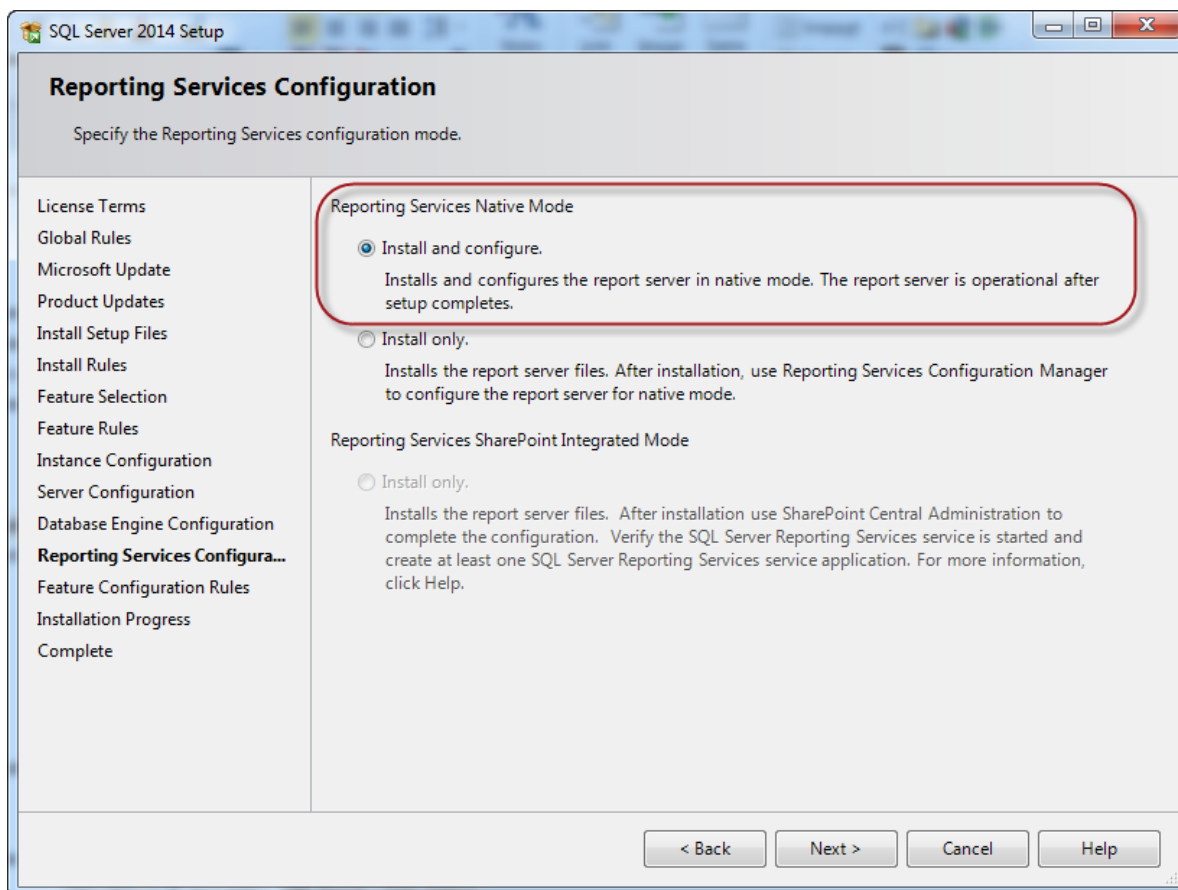 SQL Server 2014 Setup
Reporting Services Configuration
Specify the Reporting Services configuration mode.
License Terms
Global Rules
Microsoft Update
Product Updates
Install Setup Files
Install Rules
Feature Selection
Feature Rules
Instance Configuration
Server Configuration
Database Engine Configuration
Reporting Services Configura...
Feature Configuration Rules
Installation Progress
Complete
Reporting Services Native Mode
Install and configure.
Installs and configures the report server in native mode. The report server is operational after
setup completes.
Install only.
Installs the report server files. After installation, use Reporting Services Configuration Manager
to configure the report server for native mode.
Reporting Services SharePoint Integrated Mode
Install only.
Installs the report server files.  After installation use SharePoint Central Administration to
complete the configuration.  Verify the SQL Server Reporting Services service is started and
create at least one SQL Server Reporting Services service application. For more information,
click Help.
< Back
Next >
Cancel
Help